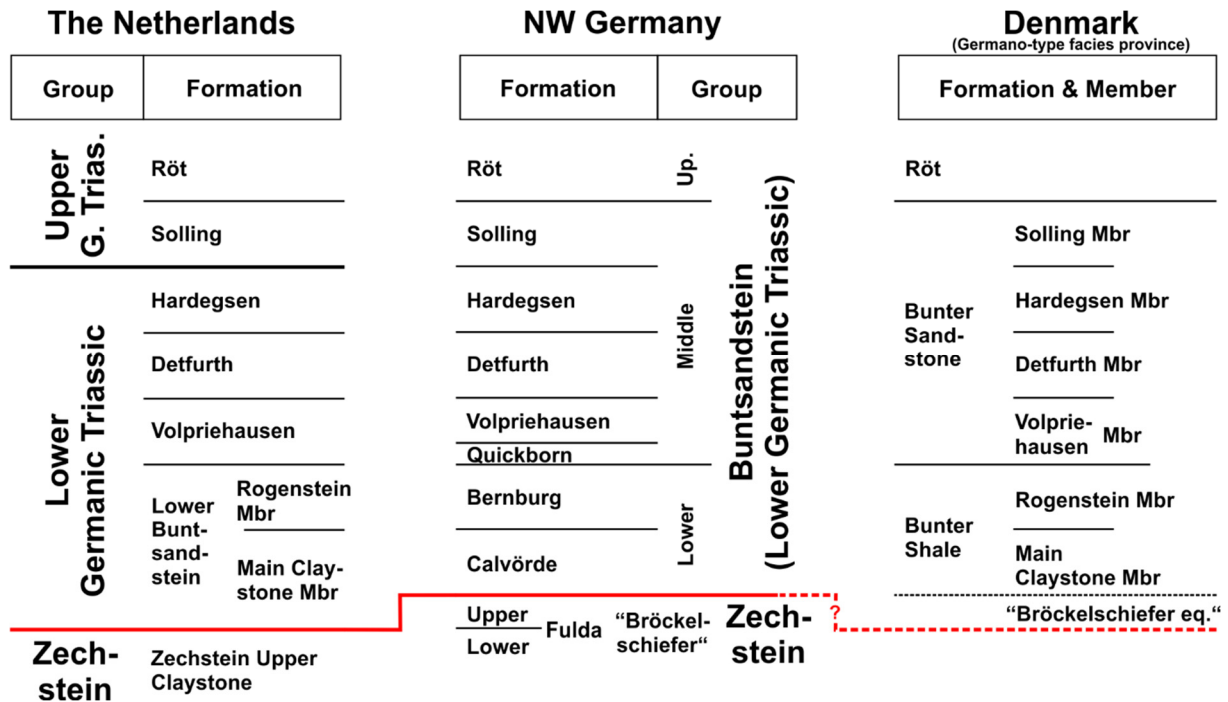 The Netherlands
Group
Formation
Upper
G. Trias.
Röt
Solling
Lower
Germanic Triassic
Hardegsen
Detfurth
Volpriehausen
Lower
Bunt-
sand-
stein
Rogenstein
Mbr
Main Clay-
stone Mbr
Zech-
stein
Zechstein Upper
Claystone
NW Germany
Formation
Group
Röt
Solling
Hardegsen
Detfurth
Volpriehausen
Quickborn
Bernburg
Calvörde
Up.
Middle
Lower
Buntsandstein
(Lower Germanic Triassic)
Upper
Lower
Fulda
“Bröckel-
schiefer“
Zech-
stein
?
Denmark
(Germano-type facies province)
Formation & Member
Röt
Bunter
Sand-
stone
Solling Mbr
Hardegsen Mbr
Detfurth Mbr
Volprie-
hausen Mbr
Bunter
Shale
Rogenstein Mbr
Main
Claystone Mbr
“Bröckelschiefer eq.“